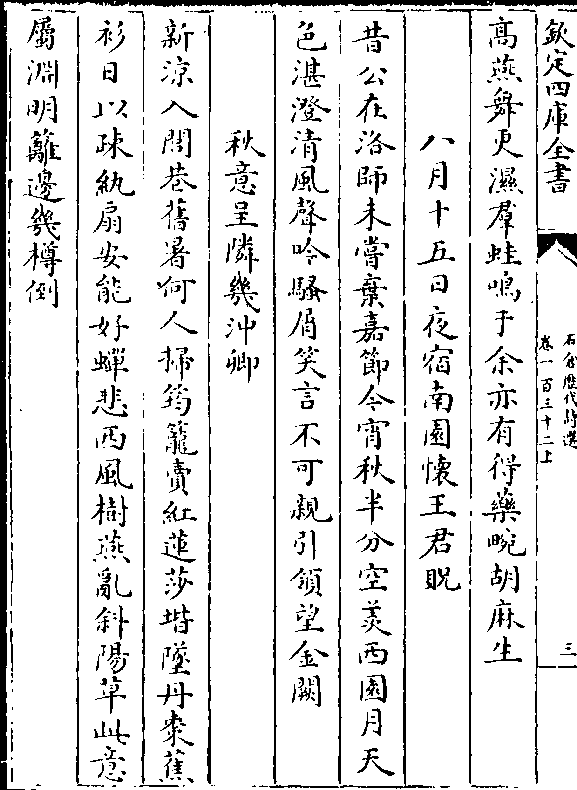 欽定四庫全書
石倉歷代詩選
卷一百三十二上
三
高燕舞更濕羣蛙鳴于余亦有得藥畹胡麻生
八月十五日夜宿南園懷王君貺
昔公在洛師未嘗棄嘉節今宵秋半分空羨西園月天
色湛澄清風聲吟騷屑笑言不可親引領望金闕
秋意呈隣幾沖卿
新涼入閭巷舊暑何人掃筠籠賣紅蓮莎堦墜丹棗蕉
衫日以疎紈扇安能好蟬悲西風樹燕亂斜陽草此意
屬淵明籬邊幾樽倒